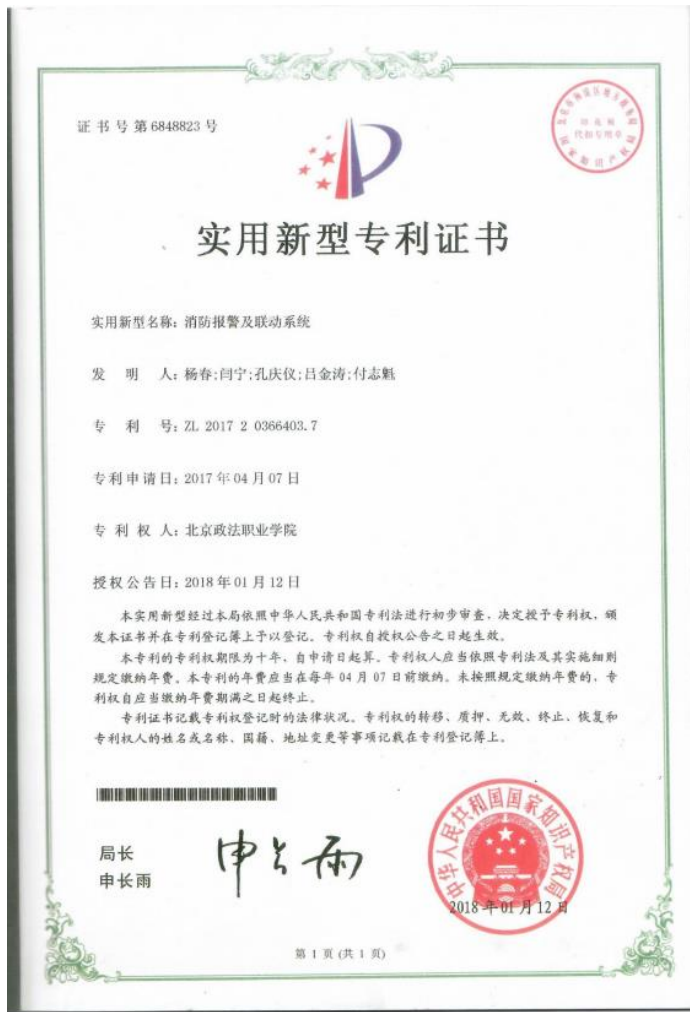 证书号第6848823号
实用新型专利证书
实用新型名称：消防报警及联动系统
发 明 人：杨春;闫宁;孔庆仪;吕金涛;付志魁
专 利 号：ZL 2017 2 0366403.7
专利申请日：2017年04月07日
专 利 权 人：北京政法职业学院
授权公告日：2018年01月12日
本实用新型经过本局依照中华人民共和国专利法进行初步审查，决定授予专利权，颁
发本证书并在专利登记簿上予以登记。专利权自授权公告之日起生效。
本专利的专利权期限为十年，自申请日起算。专利权人应当依照专利法及其实施细则
规定缴纳年费。本专利的年费应当在每年04月07日前缴纳。未按照规定缴纳年费的，专
利权自应当缴纳年费期满之日起终止。
专利证书记载专利权登记时的法律状况。专利权的转移、质押、无效、终止、恢复和
专利权人的姓名或名称、国籍、地址变更等事项记载在专利登记簿上。
局长
申长雨
申长雨
中华人民共和国国家知识产权局
2018年01月12日
第1页(共1页)